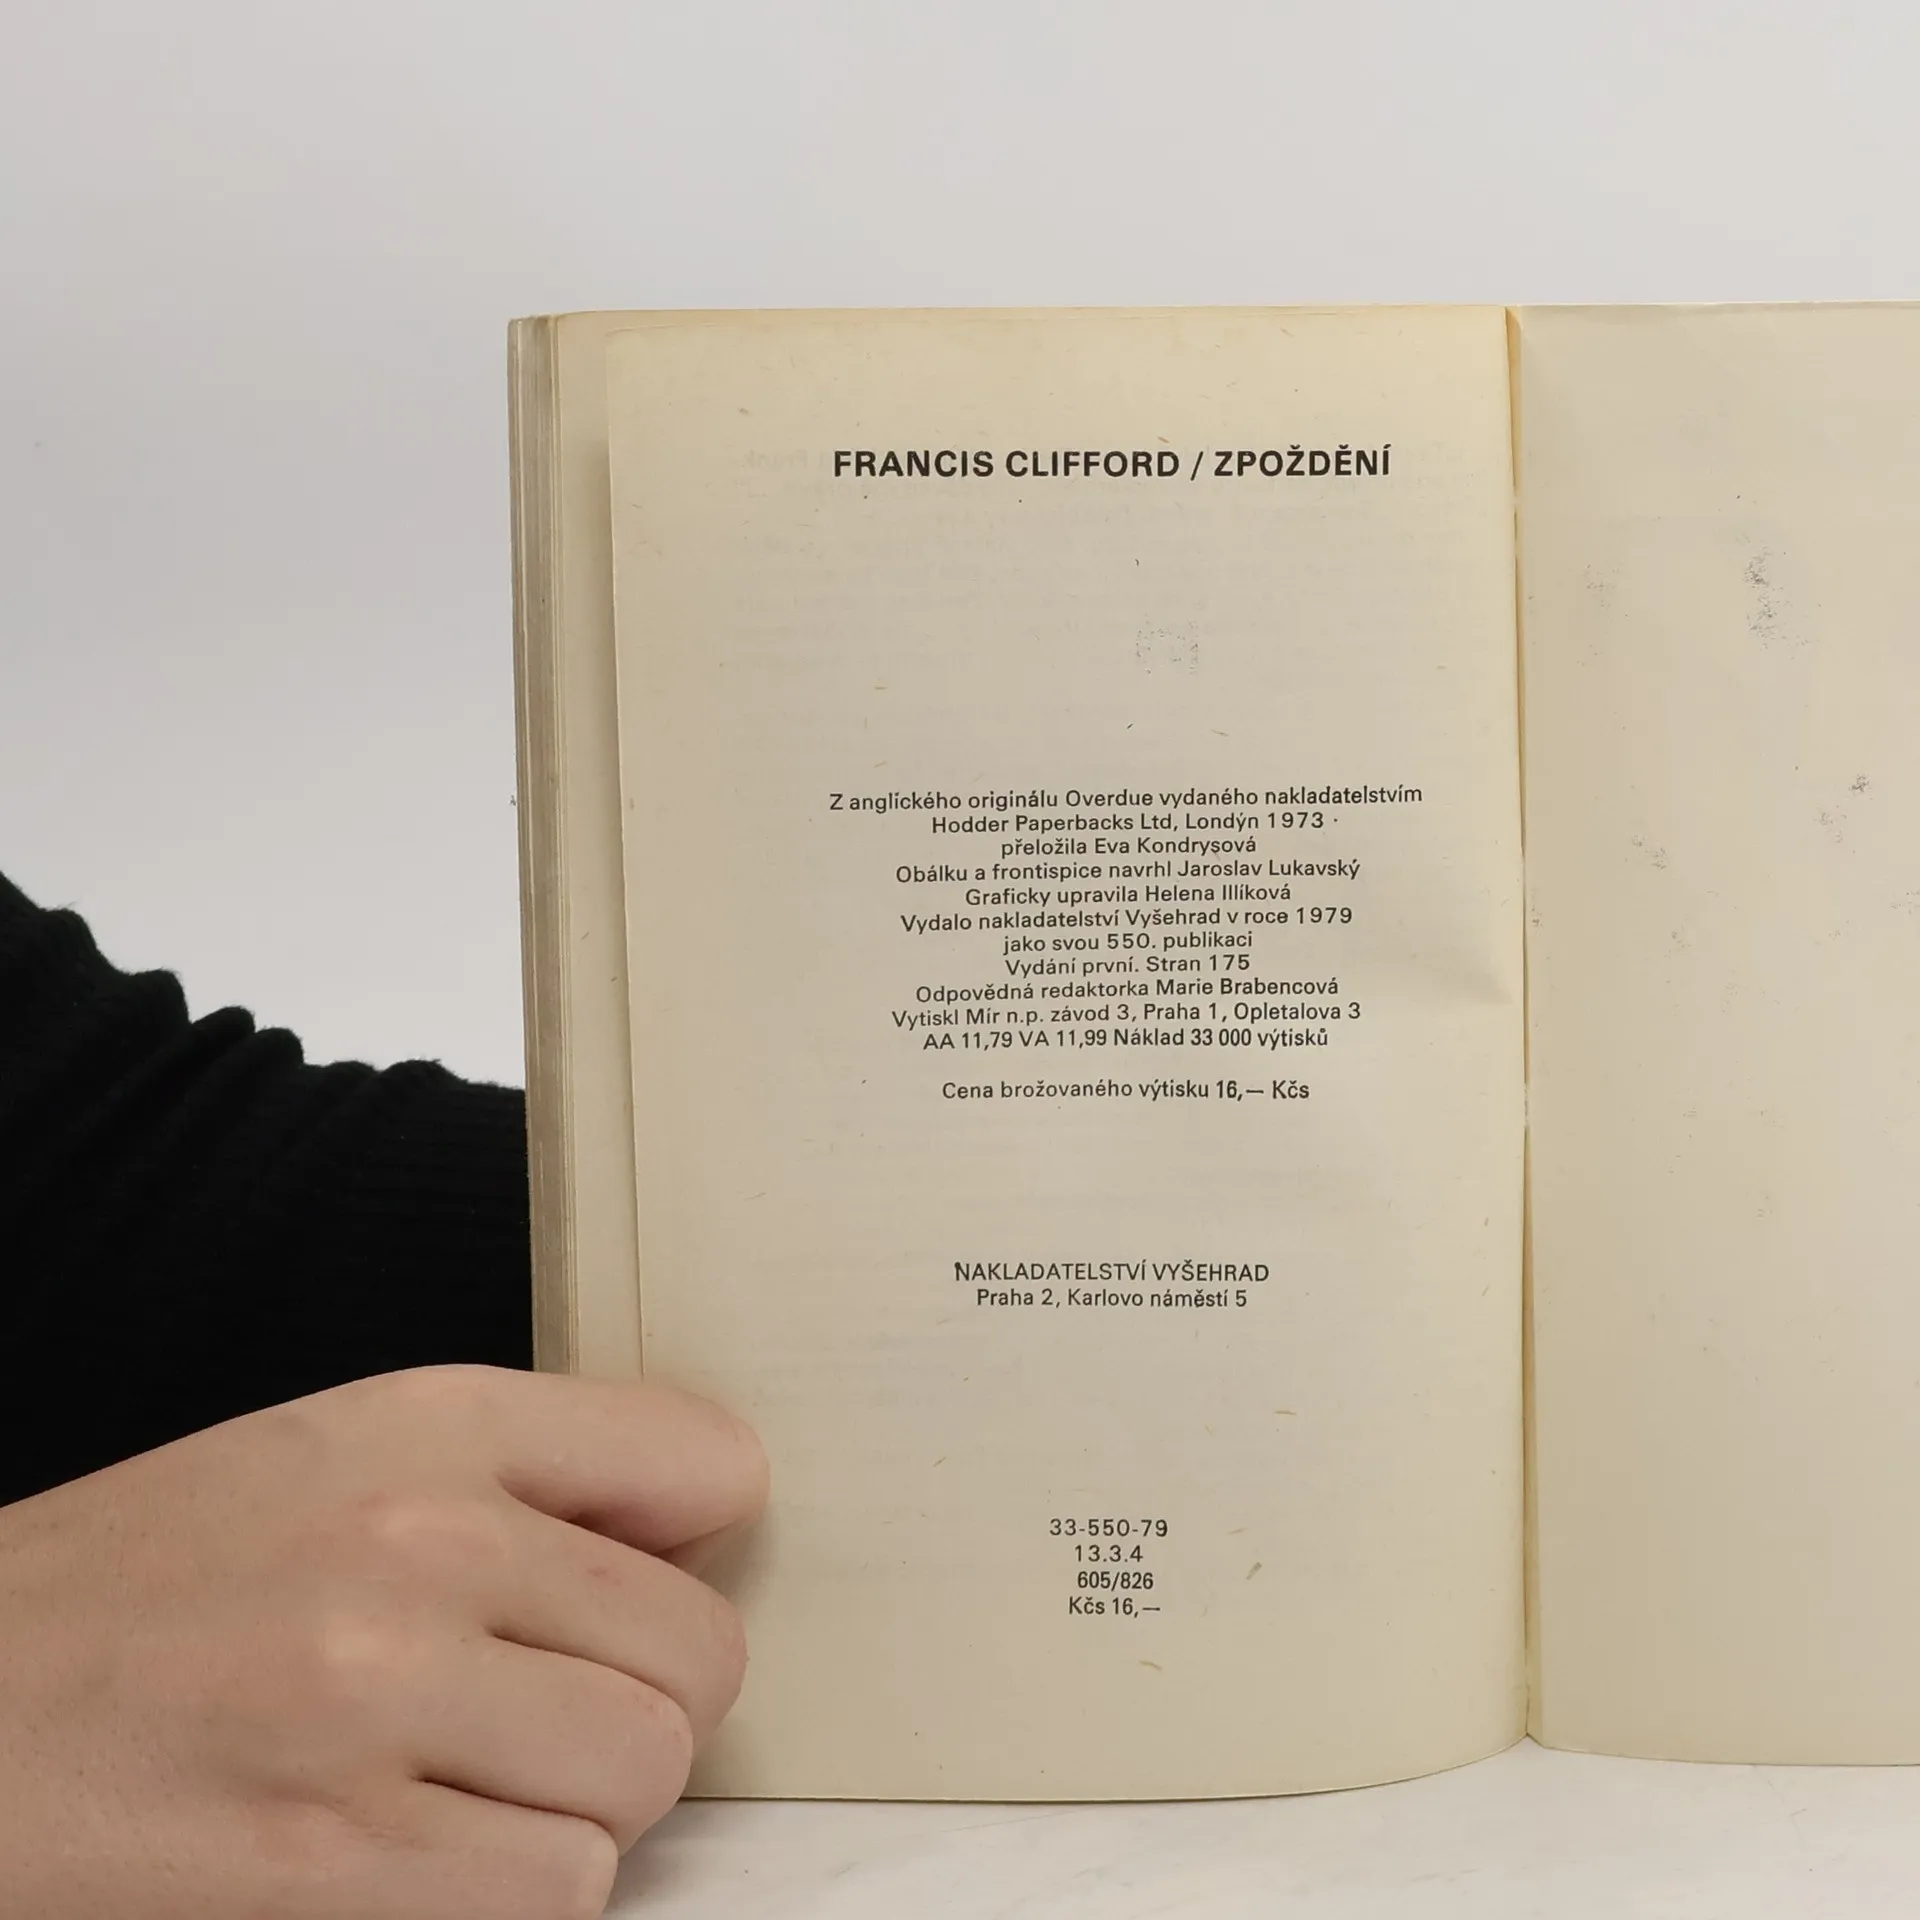 FRANCIS CLIFFORD / ZPOŽDĚNÍ
Z anglického originálu Overdue vydaného nakladatelstvím
Hodder Paperbacks Ltd, Londýn 1973
přeložila Eva Kondrysová
Obálku a frontispice navrhl Jaroslav Lukavský
Graficky upravila Helena Illíková
Vydalo nakladatelství Vyšehrad v roce 1979
jako svou 550. publikaci
Vydání první. Stran 175
Odpovědná redaktorka Marie Brabencová
Vytiskl Mír n.p. závod 3, Praha 1, Opletalova 3
AA 11,79 VA 11,99 Náklad 33 000 výtisků
Cena brožovaného výtisku 16,— Kčs
NAKLADATELSTVÍ VYŠEHRAD
Praha 2, Karlovo náměstí 5
33-550-79
13.3.4
605/826
Kčs 16,—